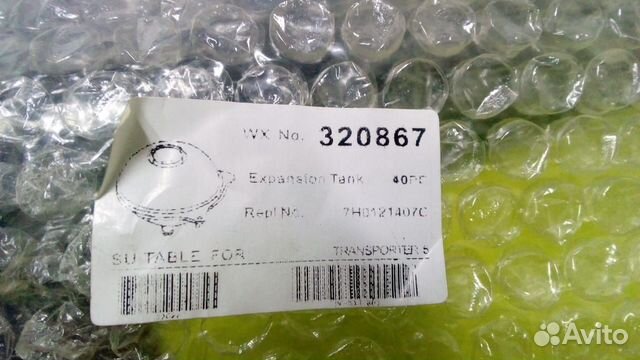 WX No. 320867
Expansion Tank
Repl No. 7H0121407C
SUITABLE FOR TRANSPORTER 5
Avito